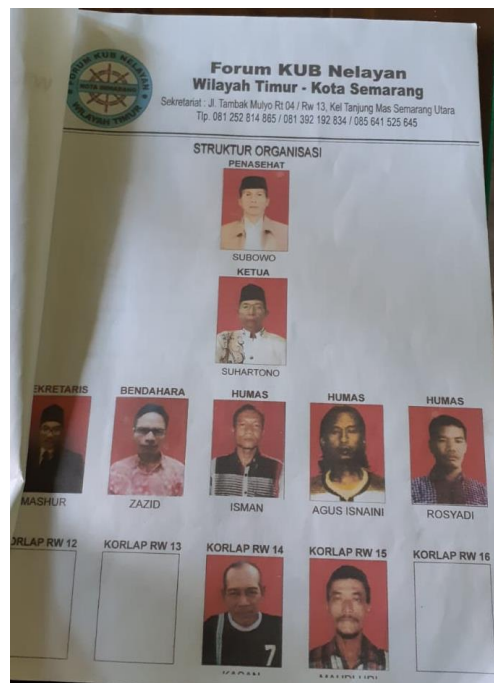 FORUM KUB NELAYAN
KOTA SEMARANG
WILAYAH TIMUR
Forum KUB Nelayan
Wilayah Timur - Kota Semarang
Sekretariat : Jl. Tambak Mulyo Rt 04 / Rw 13, Kel Tanjung Mas Semarang Utara
Tlp. 081 252 814 865 / 081 392 192 834 / 085 641 525 645
STRUKTUR ORGANISASI
PENASEHAT
SUBOWO
KETUA
SUHARTONO
EKRETARIS BENDAHARA HUMAS HUMAS HUMAS
MASHUR ZAZID ISMAN AGUS ISNAINI ROSYADI
ORLAP RW 12 KORLAP RW 13 KORLAP RW 14 KORLAP RW 15 KORLAP RW 16
7